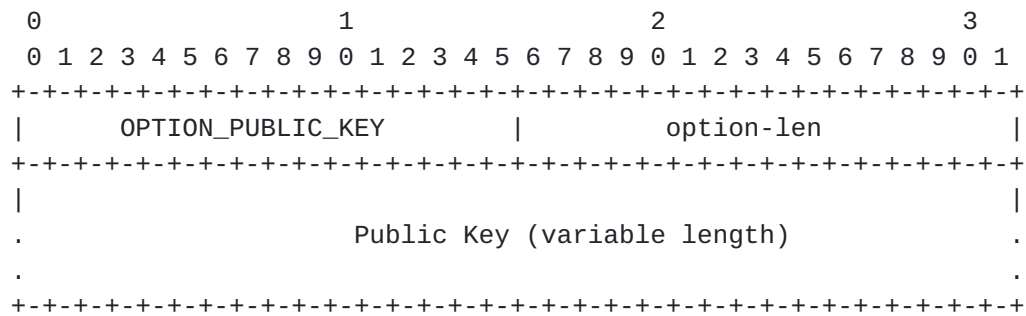 0                   1                   2                   3
 0 1 2 3 4 5 6 7 8 9 0 1 2 3 4 5 6 7 8 9 0 1 2 3 4 5 6 7 8 9 0 1
+-+-+-+-+-+-+-+-+-+-+-+-+-+-+-+-+-+-+-+-+-+-+-+-+-+-+-+-+-+-+-+-+
|      OPTION_PUBLIC_KEY        |         option-len            |
+-+-+-+-+-+-+-+-+-+-+-+-+-+-+-+-+-+-+-+-+-+-+-+-+-+-+-+-+-+-+-+-+
|                                                               |
.                     Public Key (variable length)              .
.                                                               .
+-+-+-+-+-+-+-+-+-+-+-+-+-+-+-+-+-+-+-+-+-+-+-+-+-+-+-+-+-+-+-+-+